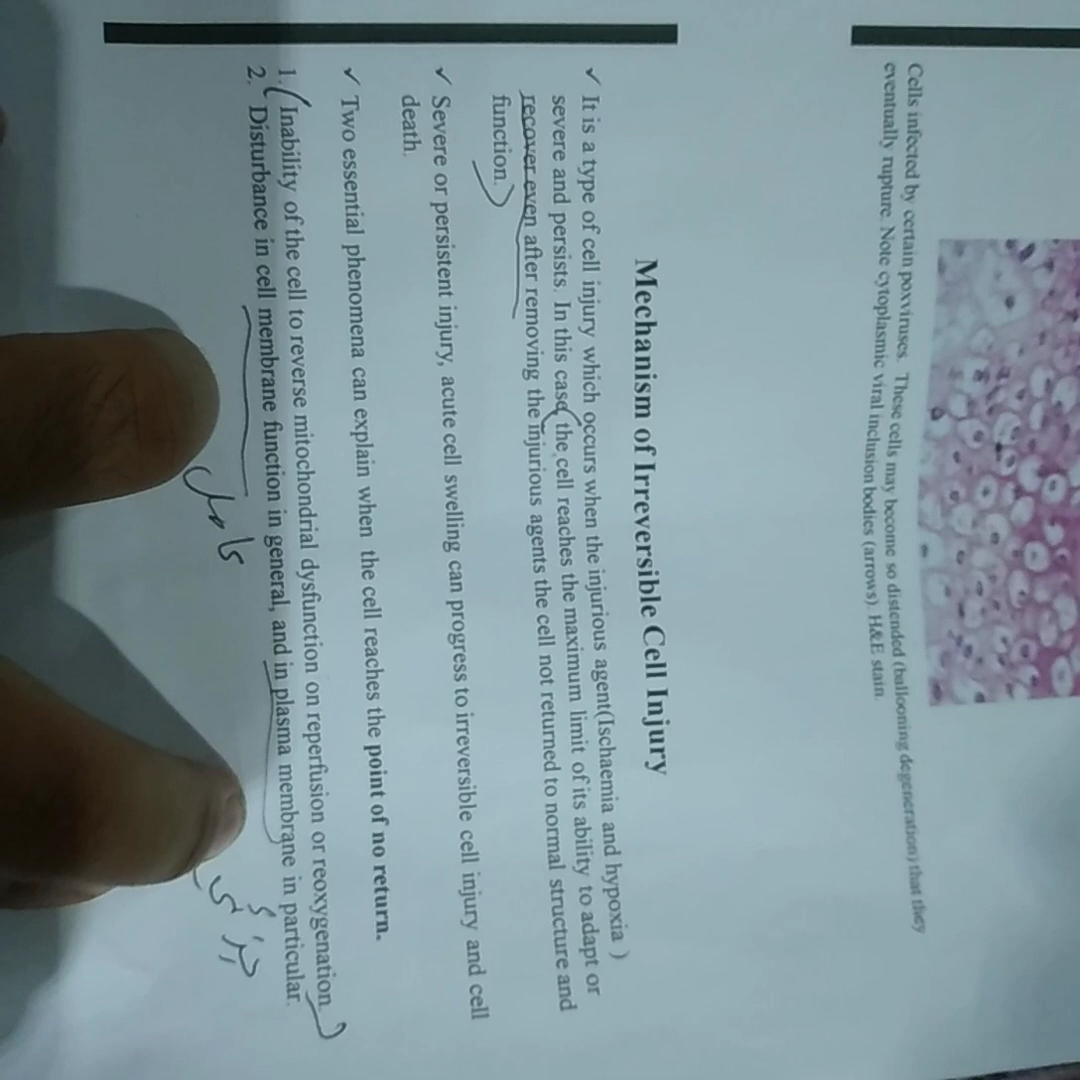 Cells infected by certain poxviruses. These cells may become so distended (ballooning degeneration) that they
eventually rupture. Note cytoplasmic viral inclusion bodies (arrows). H&E stain.
Mechanism of Irreversible Cell Injury
✓ It is a type of cell injury which occurs when the injurious agent(Ischaemia and hypoxia )
severe and persists. In this case the cell reaches the maximum limit of its ability to adapt or
recover even after removing the injurious agents the cell not returned to normal structure and
function.
✓ Severe or persistent injury, acute cell swelling can progress to irreversible cell injury and cell
death.
✓ Two essential phenomena can explain when the cell reaches the point of no return.
1. Inability of the cell to reverse mitochondrial dysfunction on reperfusion or reoxygenation.
2. Disturbance in cell membrane function in general, and in plasma membrane in particular.